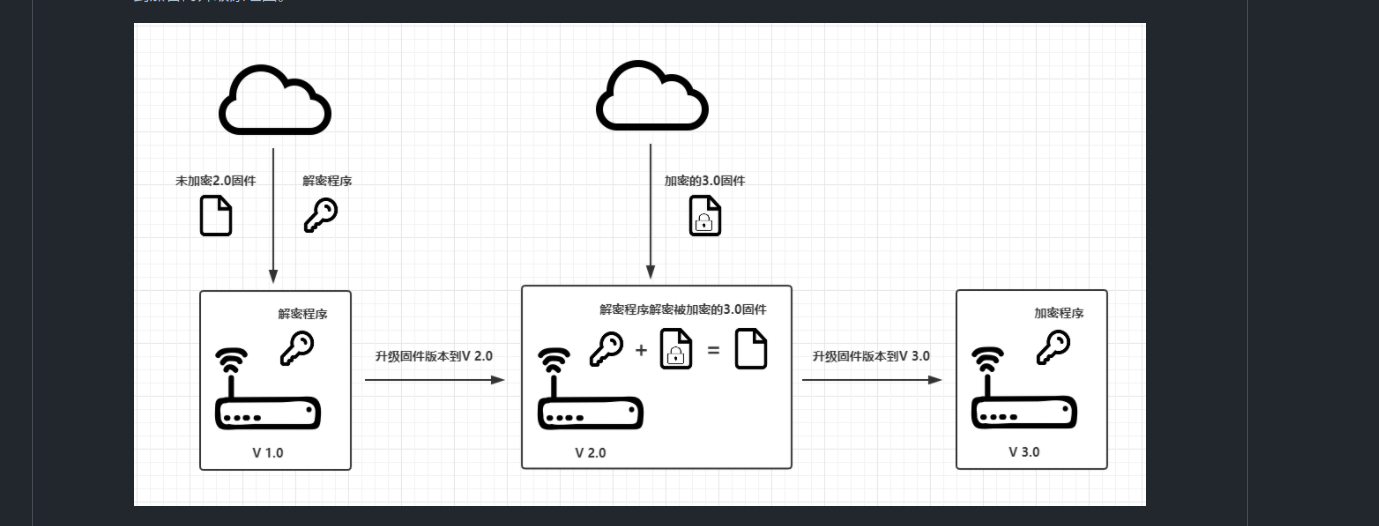 未加密2.0固件
解密程序
加密的3.0固件
解密程序
解密程序解密被加密的3.0固件
加密程序
+
=
升级固件版本到V 2.0
升级固件版本到V 3.0
V 1.0
V 2.0
V 3.0